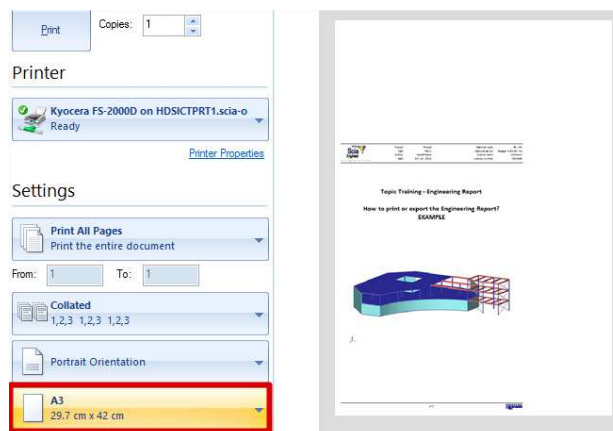 Print
Copies: 1
Printer
Kyocera FS-2000D on HDSICTPRT1.scia-o
Ready
Printer Properties
Settings
Print All Pages
Print the entire document
From: 1 To: 1
Collated
1,2,3 1,2,3 1,2,3
Portrait Orientation
A3
29.7 cm x 42 cm
Scia
Topic Training - Engineering Report
How to print or export the Engineering Report?
EXAMPLE